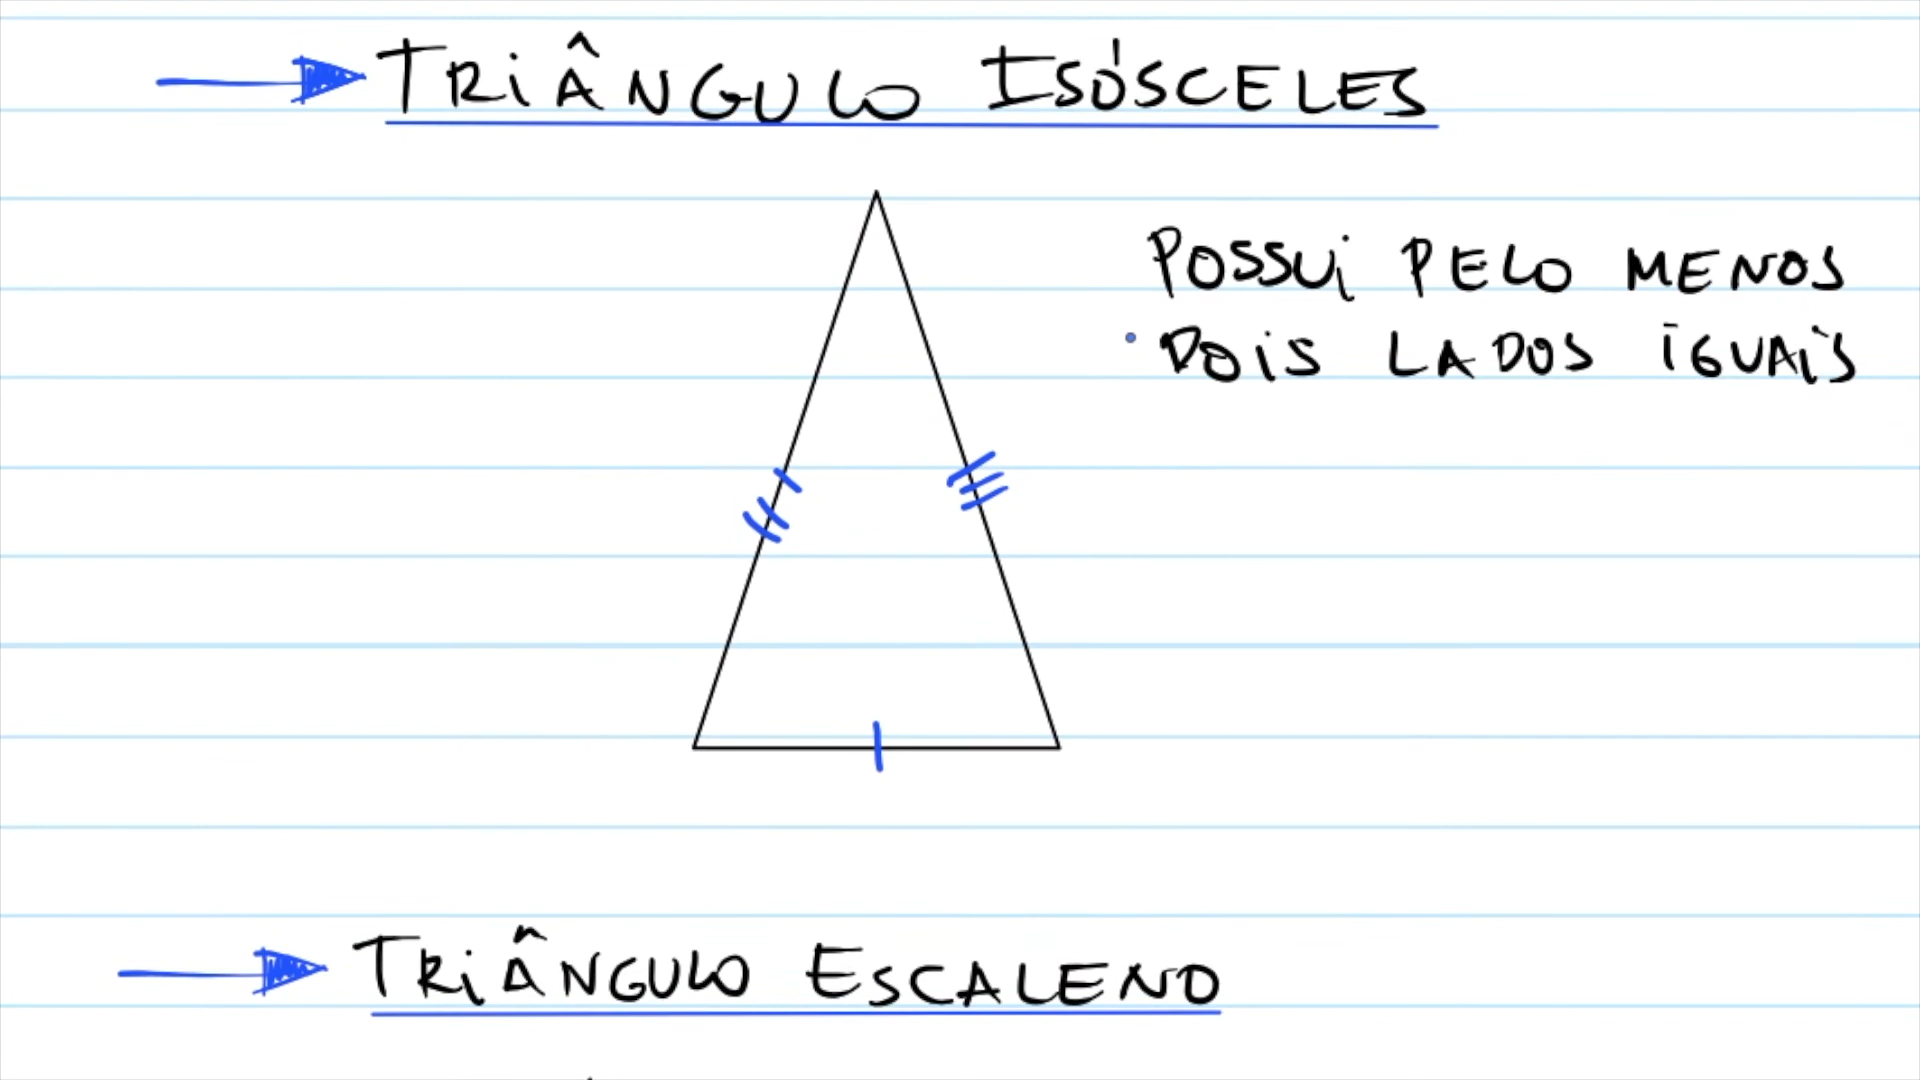 TRIÂNGULO ISÓSCELES
POSSUI PELO MENOS
DOIS LADOS IGUAIS
TRIÂNGULO ESCALENO